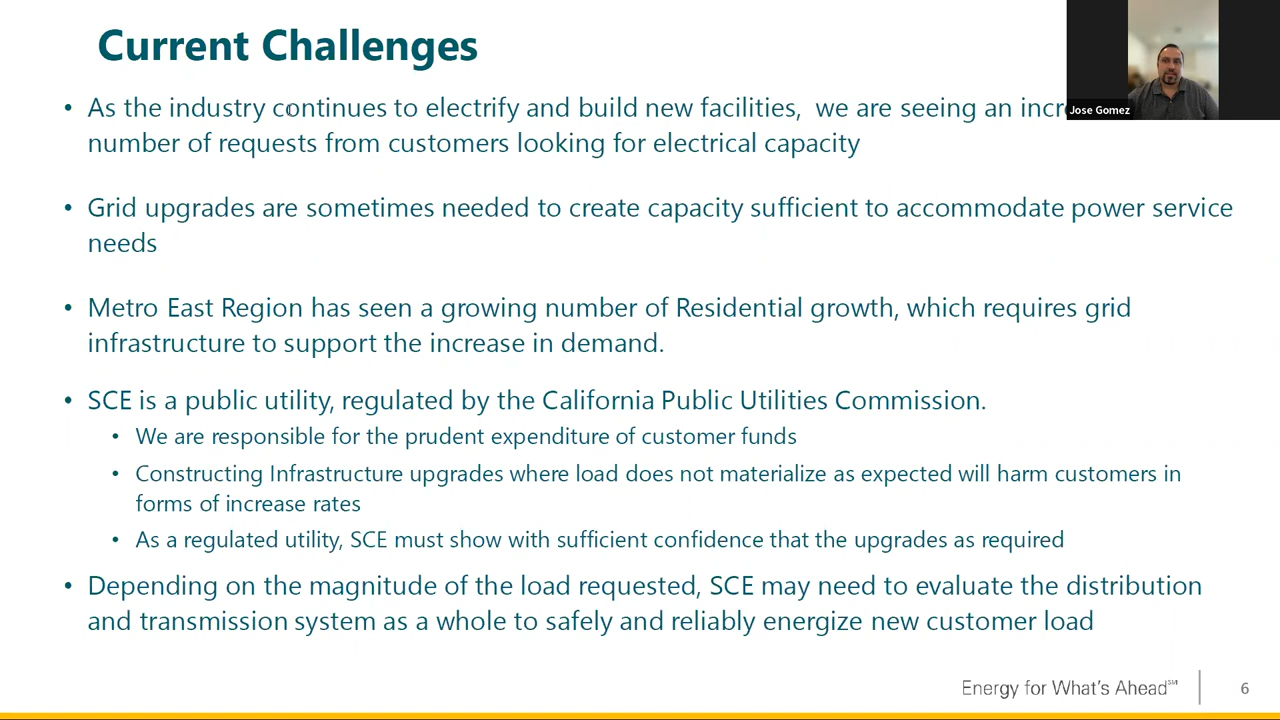 Current Challenges
Jose Gomez
• As the industry continues to electrify and build new facilities, we are seeing an
number of requests from customers looking for electrical capacity
• Grid upgrades are sometimes needed to create capacity sufficient to accommodate power service
needs
• Metro East Region has seen a growing number of Residential growth, which requires grid
infrastructure to support the increase in demand.
• SCE is a public utility, regulated by the California Public Utilities Commission.
• We are responsible for the prudent expenditure of customer funds
• Constructing Infrastructure upgrades where load does not materialize as expected will harm customers in
forms of increase rates
• As a regulated utility, SCE must show with sufficient confidence that the upgrades as required
• Depending on the magnitude of the load requested, SCE may need to evaluate the distribution
and transmission system as a whole to safely and reliably energize new customer load
Energy for What's Ahead℠
6